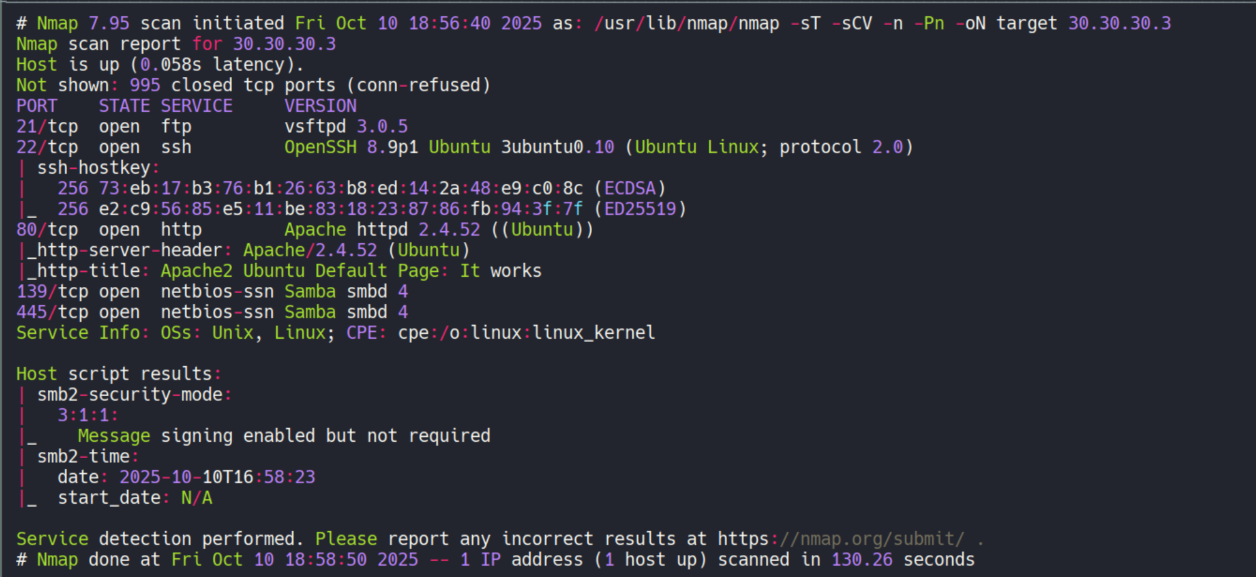 # Nmap 7.95 scan initiated Fri Oct 10 18:56:40 2025 as: /usr/lib/nmap/nmap -sT -sCV -n -Pn -oN target 30.30.30.3
Nmap scan report for 30.30.30.3
Host is up (0.058s latency).
Not shown: 995 closed tcp ports (conn-refused)
PORT    STATE SERVICE     VERSION
21/tcp  open  ftp         vsftpd 3.0.5
22/tcp  open  ssh         OpenSSH 8.9p1 Ubuntu 3ubuntu0.10 (Ubuntu Linux; protocol 2.0)
| ssh-hostkey:
|   256 73:eb:17:b3:76:b1:26:63:b8:ed:14:2a:48:e9:c0:8c (ECDSA)
|_  256 e2:c9:56:85:e5:11:be:83:18:23:87:86:fb:94:3f:7f (ED25519)
80/tcp  open  http        Apache httpd 2.4.52 ((Ubuntu))
|_http-server-header: Apache/2.4.52 (Ubuntu)
|_http-title: Apache2 Ubuntu Default Page: It works
139/tcp open  netbios-ssn Samba smbd 4
445/tcp open  netbios-ssn Samba smbd 4
Service Info: OSs: Unix, Linux; CPE: cpe:/o:linux:linux_kernel

Host script results:
| smb2-security-mode:
|   3:1:1:
|_    Message signing enabled but not required
| smb2-time:
|   date: 2025-10-10T16:58:23
|_  start_date: N/A

Service detection performed. Please report any incorrect results at https://nmap.org/submit/ .
# Nmap done at Fri Oct 10 18:58:50 2025 -- 1 IP address (1 host up) scanned in 130.26 seconds